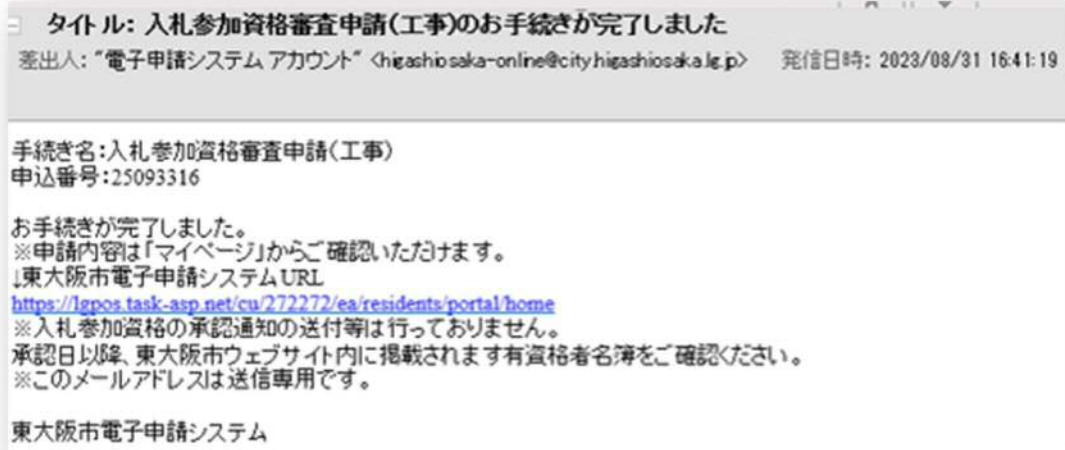 タイトル: 入札参加資格審査申請(工事)のお手続きが完了しました
差出人: "電子申請システム アカウント" <higashiosaka-online@city.higashiosaka.lg.jp> 発信日時: 2023/08/31 16:41:19
手続き名:入札参加資格審査申請(工事)
申込番号:25093316
お手続きが完了しました。
※申請内容は「マイページ」からご確認いただけます。
↓東大阪市電子申請システムURL
https://lgpos.task-asp.net/cu/272272/ea/residents/portal/home
※入札参加資格の承認通知の送付等は行っておりません。
承認日以降、東大阪市ウェブサイト内に掲載されます有資格者名簿をご確認ください。
※このメールアドレスは送信専用です。
東大阪市電子申請システム